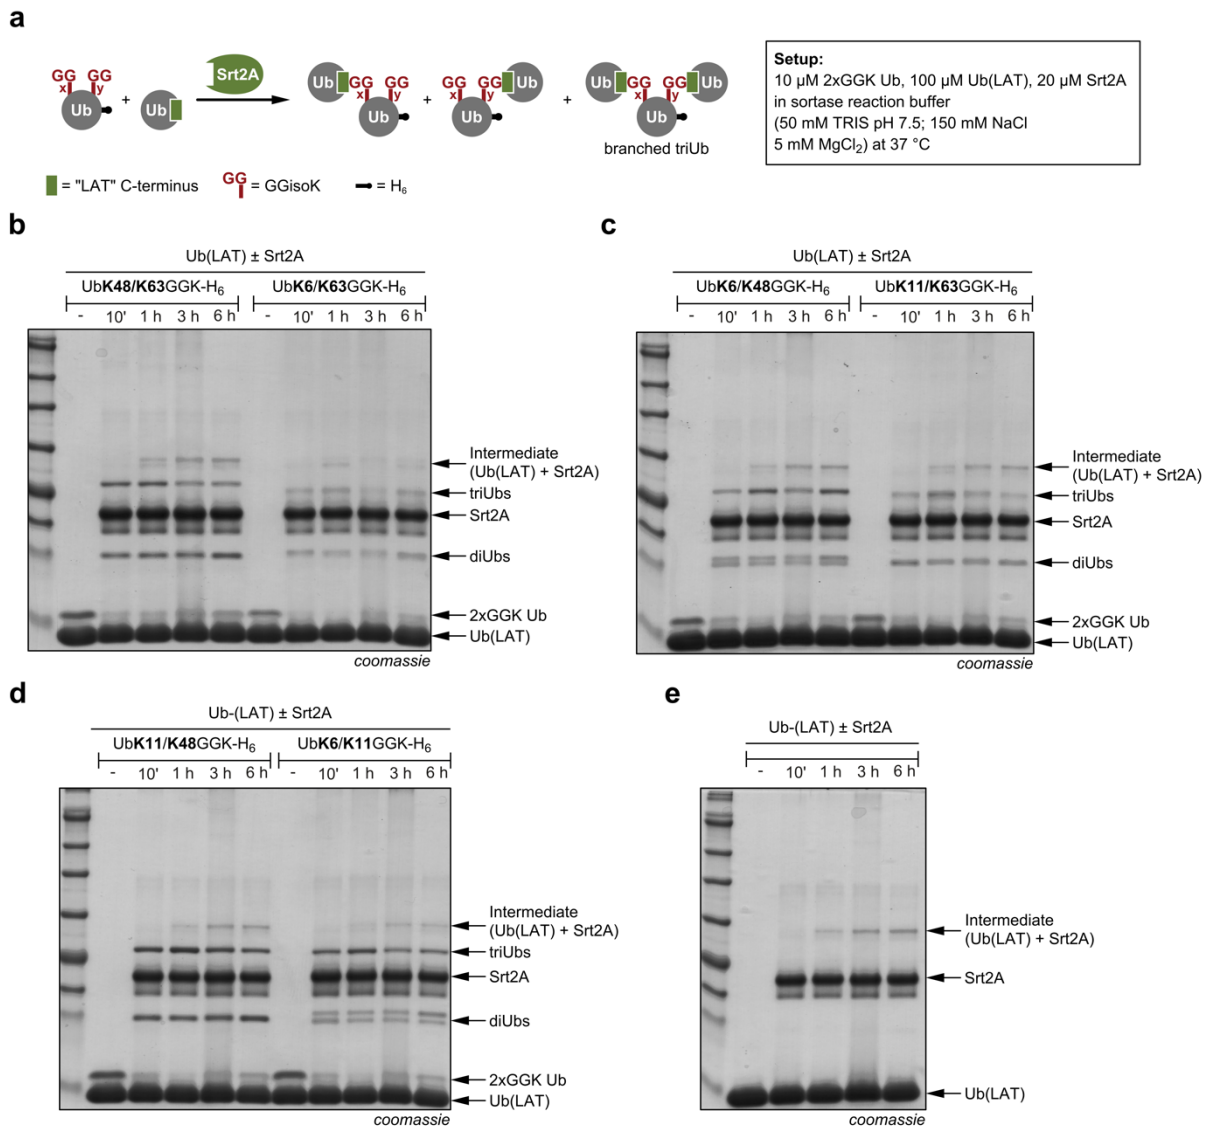 a
GG GG
x y
Ub
+
Ub
Srt2A
Ub GG GG
x y
Ub
+
GG GG Ub
x y
Ub
+
Ub GG GG Ub
x y
Ub
branched triUb
= "LAT" C-terminus
GG = GGisoK
= H6
Setup:
10 µM 2xGGK Ub, 100 µM Ub(LAT), 20 µM Srt2A
in sortase reaction buffer
(50 mM TRIS pH 7.5; 150 mM NaCl
5 mM MgCl2) at 37 °C
b
Ub(LAT) ± Srt2A
UbK48/K63GGK-H6 UbK6/K63GGK-H6
- 10' 1 h 3 h 6 h - 10' 1 h 3 h 6 h
Intermediate
(Ub(LAT) + Srt2A)
triUbs
Srt2A
diUbs
2xGGK Ub
Ub(LAT)
coomassie
c
Ub(LAT) ± Srt2A
UbK6/K48GGK-H6 UbK11/K63GGK-H6
- 10' 1 h 3 h 6 h - 10' 1 h 3 h 6 h
Intermediate
(Ub(LAT) + Srt2A)
triUbs
Srt2A
diUbs
2xGGK Ub
Ub(LAT)
coomassie
d
Ub-(LAT) ± Srt2A
UbK11/K48GGK-H6 UbK6/K11GGK-H6
- 10' 1 h 3 h 6 h - 10' 1 h 3 h 6 h
Intermediate
(Ub(LAT) + Srt2A)
triUbs
Srt2A
diUbs
2xGGK Ub
Ub(LAT)
coomassie
e
Ub-(LAT) ± Srt2A
- 10' 1 h 3 h 6 h
Intermediate
(Ub(LAT) + Srt2A)
Srt2A
Ub(LAT)
coomassie